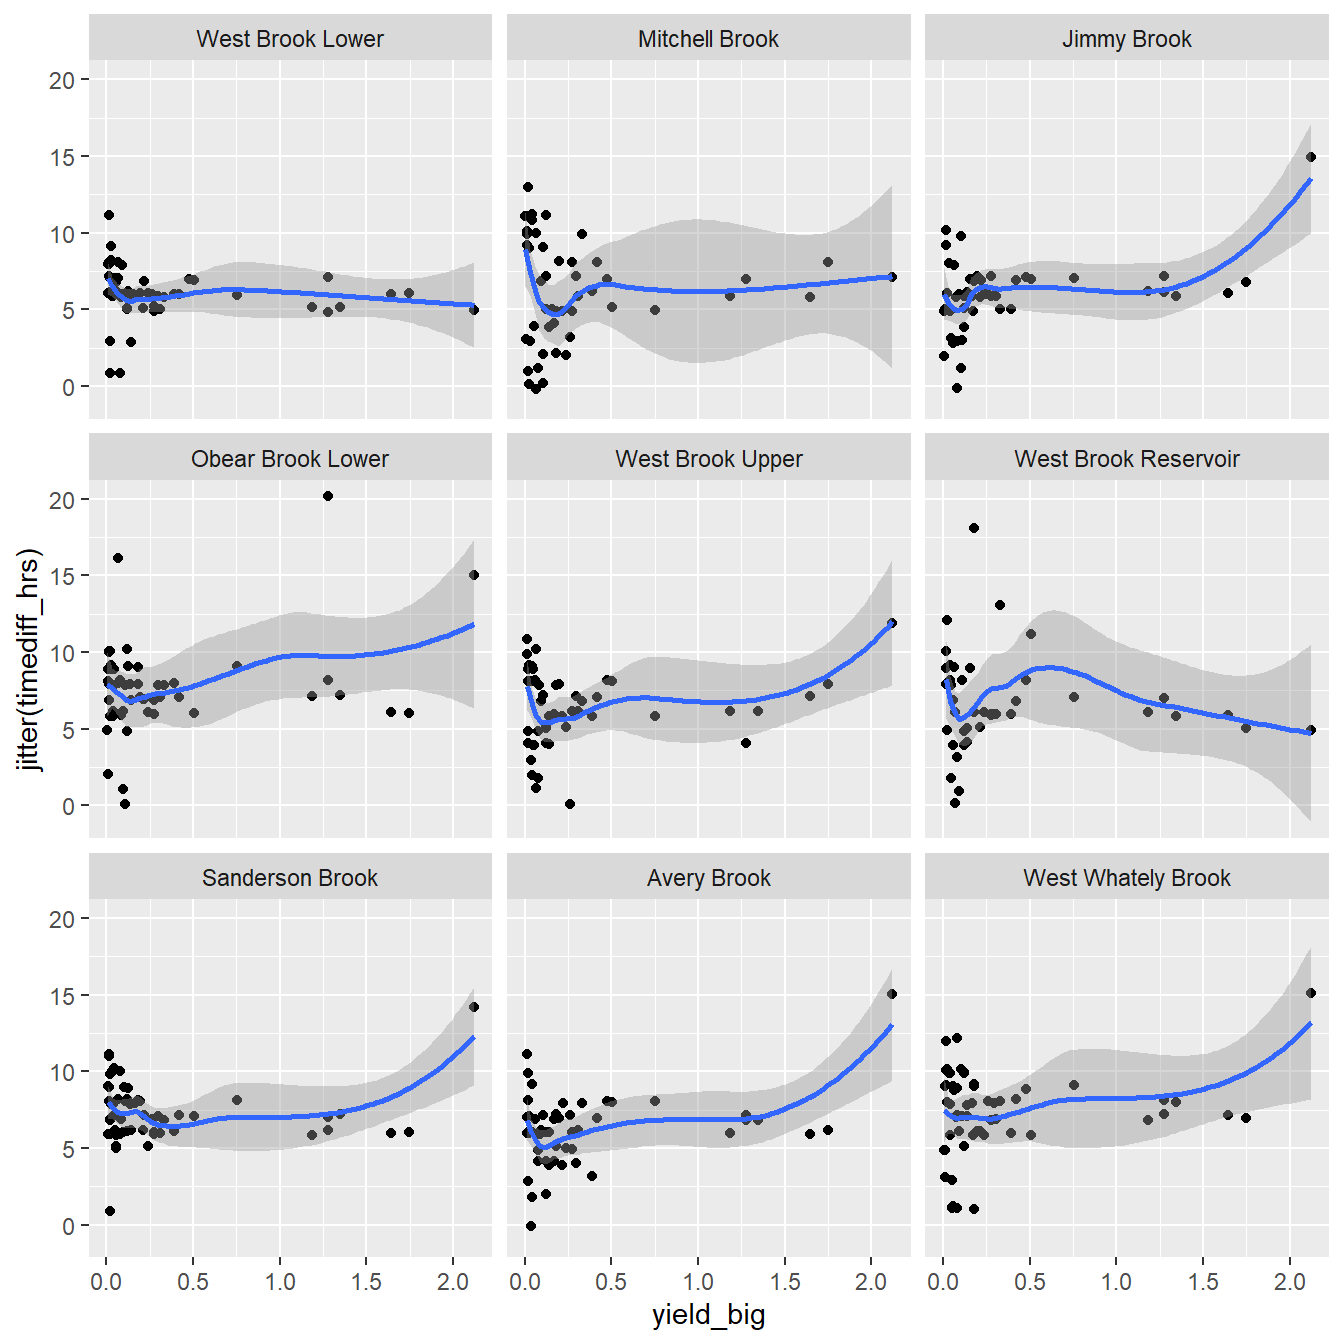 West Brook Lower
Mitchell Brook
Jimmy Brook
20
15
10
5
0
Obear Brook Lower
West Brook Upper
West Brook Reservoir
20
15
10
5
0
jitter(timediff_hrs)
Sanderson Brook
Avery Brook
West Whately Brook
20
15
10
5
0
0.0 0.5 1.0 1.5 2.0
0.0 0.5 1.0 1.5 2.0
0.0 0.5 1.0 1.5 2.0
yield_big